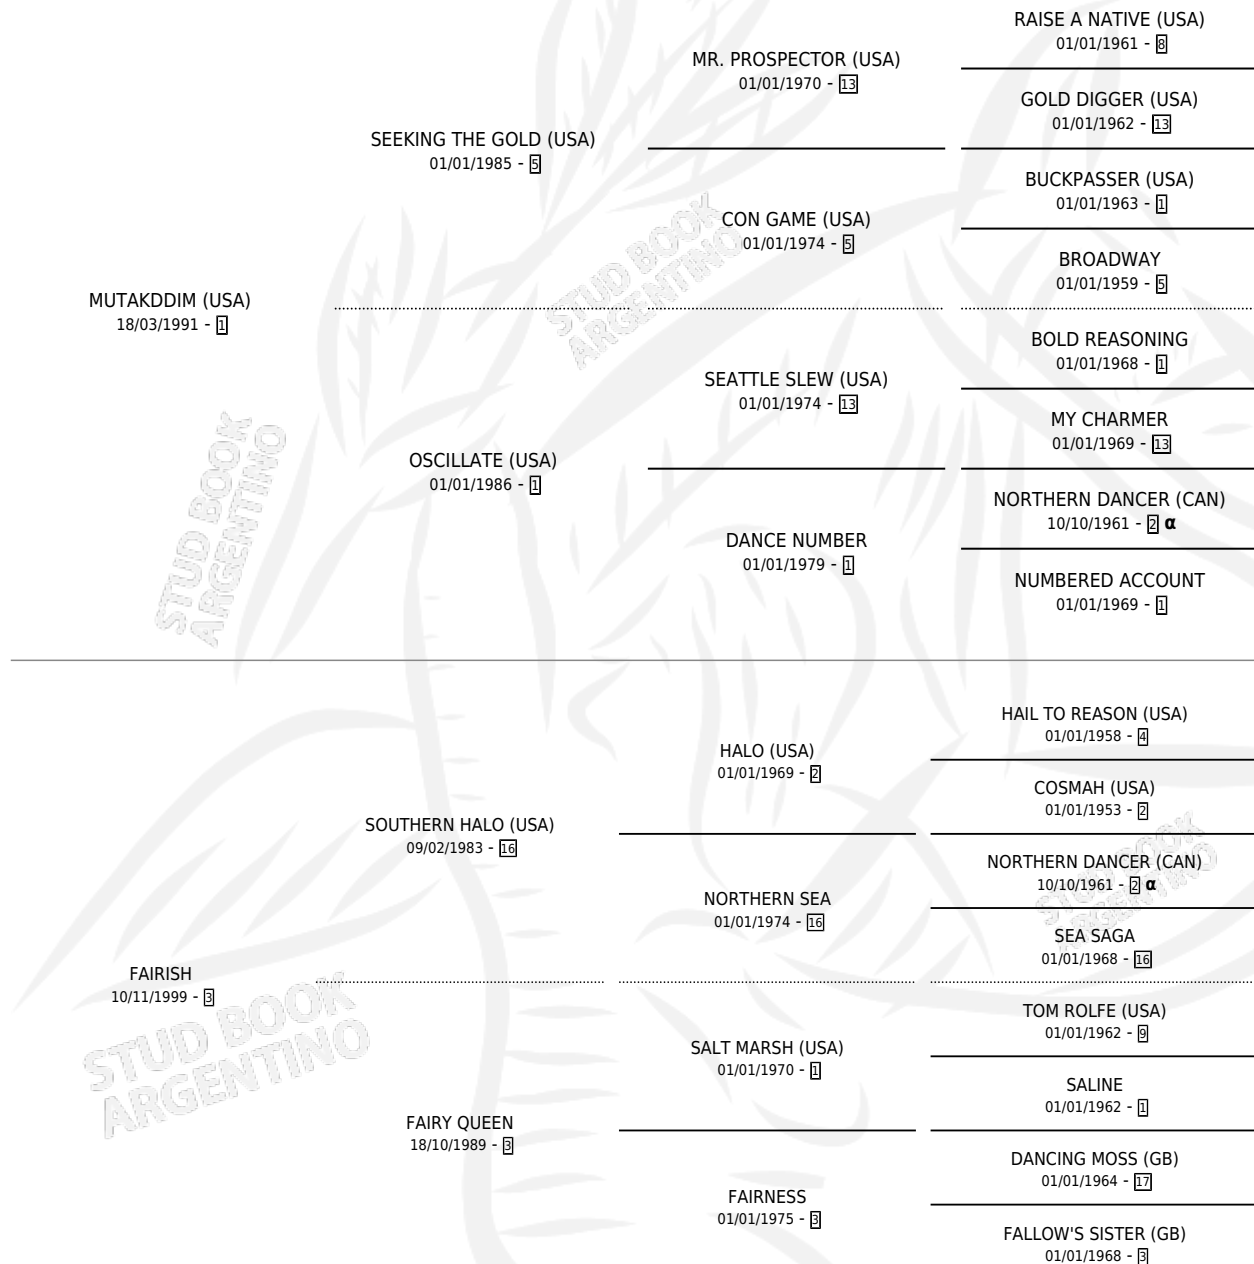 RAISE A NATIVE (USA)
01/01/1961 - 8
MR. PROSPECTOR (USA)
01/01/1970 - 13
GOLD DIGGER (USA)
01/01/1962 - 13
SEEKING THE GOLD (USA)
01/01/1985 - 5
BUCKPASSER (USA)
01/01/1963 - 1
CON GAME (USA)
01/01/1974 - 5
BROADWAY
01/01/1959 - 5
MUTAKDDIM (USA)
18/03/1991 - 1
BOLD REASONING
01/01/1968 - 1
SEATTLE SLEW (USA)
01/01/1974 - 13
MY CHARMER
01/01/1969 - 13
OSCILLATE (USA)
01/01/1986 - 1
NORTHERN DANCER (CAN)
10/10/1961 - 2 α
DANCE NUMBER
01/01/1979 - 1
NUMBERED ACCOUNT
01/01/1969 - 1
HAIL TO REASON (USA)
01/01/1958 - 4
HALO (USA)
01/01/1969 - 2
COSMAH (USA)
01/01/1953 - 2
SOUTHERN HALO (USA)
09/02/1983 - 16
NORTHERN DANCER (CAN)
10/10/1961 - 2 α
NORTHERN SEA
01/01/1974 - 16
SEA SAGA
01/01/1968 - 16
FAIRISH
10/11/1999 - 3
TOM ROLFE (USA)
01/01/1962 - 9
SALT MARSH (USA)
01/01/1970 - 1
SALINE
01/01/1962 - 1
FAIRY QUEEN
18/10/1989 - 3
DANCING MOSS (GB)
01/01/1964 - 17
FAIRNESS
01/01/1975 - 3
FALLOW'S SISTER (GB)
01/01/1968 - 3
STUD BOOK
ARGENTINO
STUD BOOK
ARGENTINO
STUD BOOK
ARGENTINO
STUD BOOK
ARGENTINO